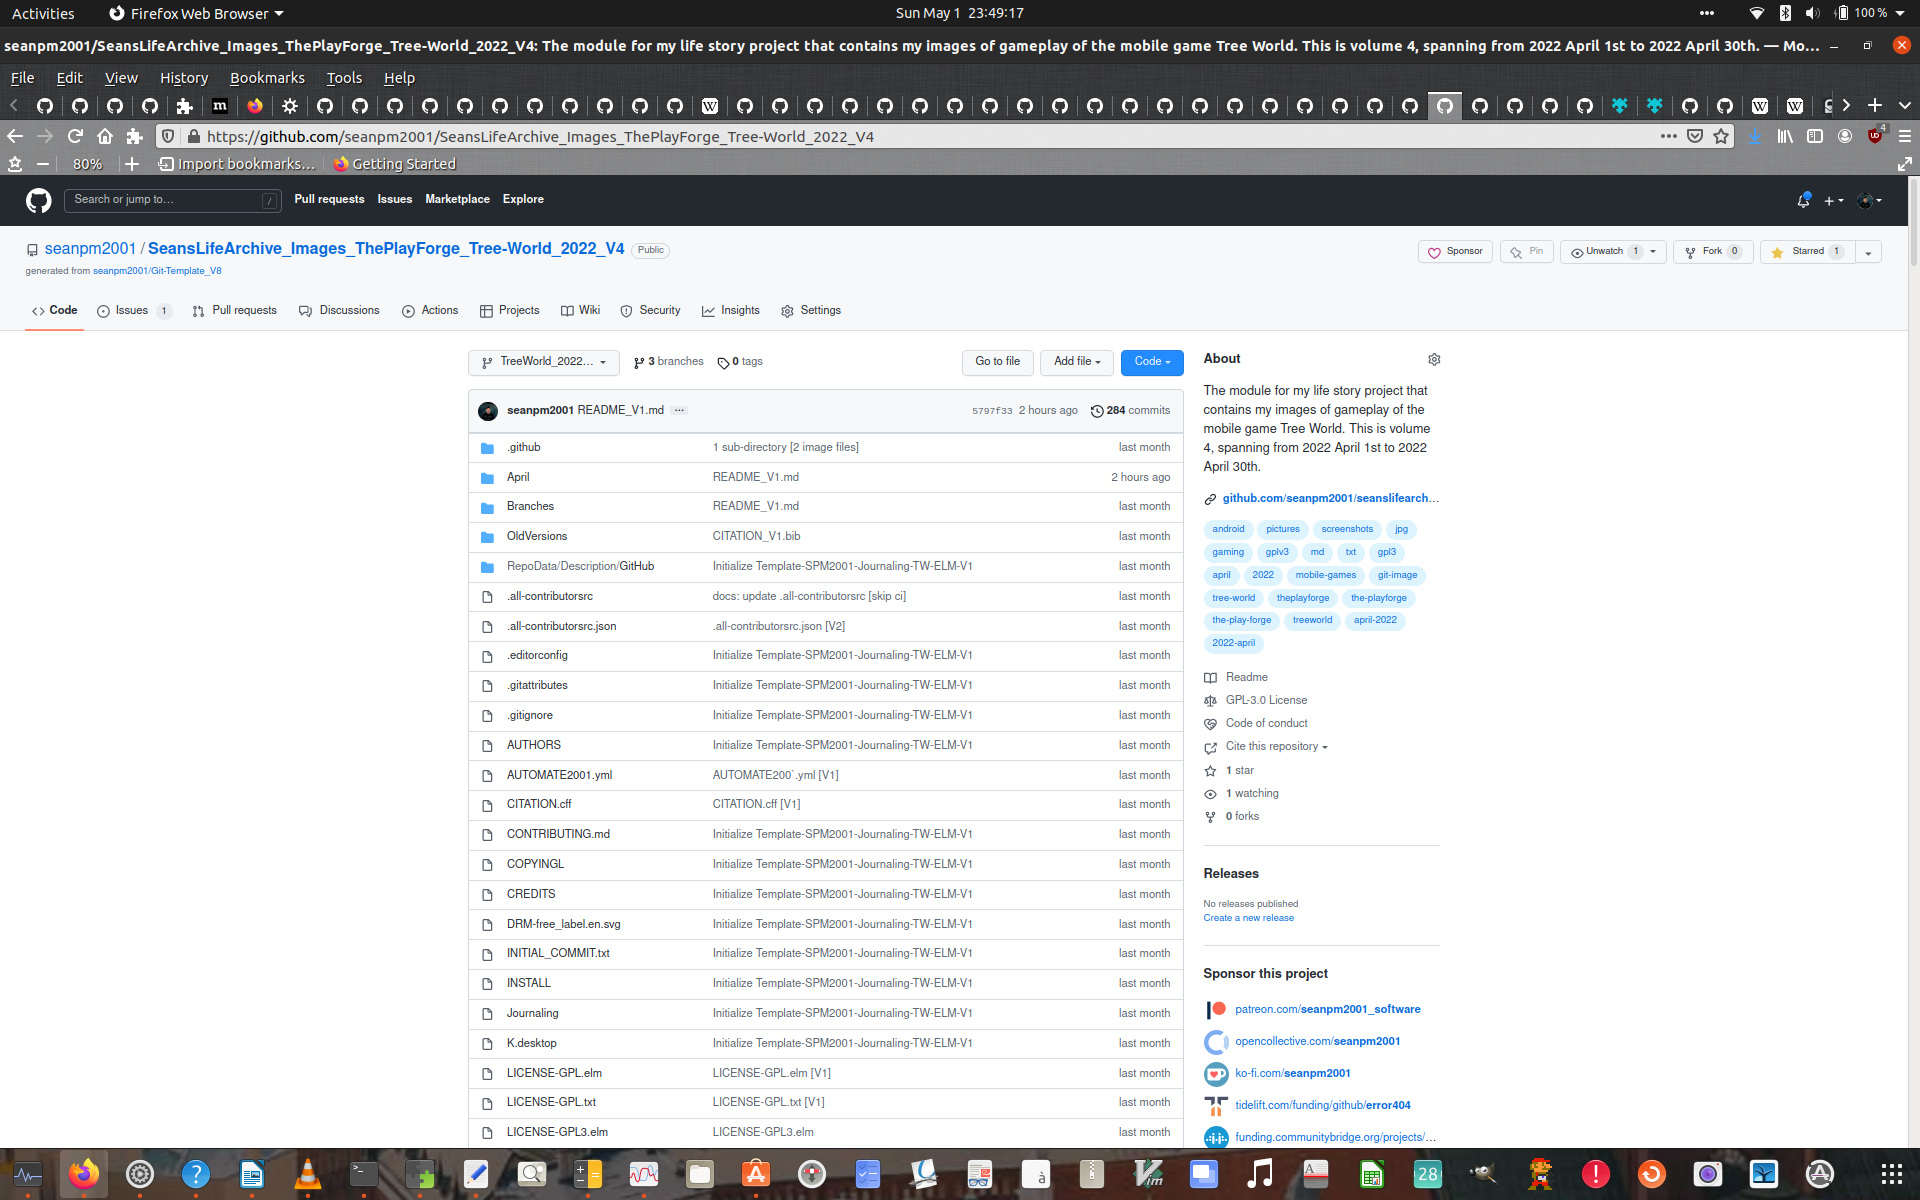 Activities Firefox Web Browser Sun May 1 23:49:17 100 %
seanpm2001/SeansLifeArchive_Images_ThePlayForge_Tree-World_2022_V4: The module for my life story project that contains my images of gameplay of the mobile game Tree World. This is volume 4, spanning from 2022 April 1st to 2022 April 30th. — Mo…
File Edit View History Bookmarks Tools Help
https://github.com/seanpm2001/SeansLifeArchive_Images_ThePlayForge_Tree-World_2022_V4 4
80% Import bookmarks… Getting Started
Search or jump to… / Pull requests Issues Marketplace Explore
seanpm2001 / SeansLifeArchive_Images_ThePlayForge_Tree-World_2022_V4 Public Sponsor Pin Unwatch 1 Fork 0 Starred 1
generated from seanpm2001/Git-Template_V8
Code Issues 1 Pull requests Discussions Actions Projects Wiki Security Insights Settings
TreeWorld_2022… 3 branches 0 tags Go to file Add file Code
seanpm2001 README_V1.md … 5797f33 2 hours ago 284 commits
.github 1 sub-directory [2 image files] last month
April README_V1.md 2 hours ago
Branches README_V1.md last month
OldVersions CITATION_V1.bib last month
RepoData/Description/GitHub Initialize Template-SPM2001-Journaling-TW-ELM-V1 last month
.all-contributorsrc docs: update .all-contributorsrc [skip ci] last month
.all-contributorsrc.json .all-contributorsrc.json [V2] last month
.editorconfig Initialize Template-SPM2001-Journaling-TW-ELM-V1 last month
.gitattributes Initialize Template-SPM2001-Journaling-TW-ELM-V1 last month
.gitignore Initialize Template-SPM2001-Journaling-TW-ELM-V1 last month
AUTHORS Initialize Template-SPM2001-Journaling-TW-ELM-V1 last month
AUTOMATE2001.yml AUTOMATE200`.yml [V1] last month
CITATION.cff CITATION.cff [V1] last month
CONTRIBUTING.md Initialize Template-SPM2001-Journaling-TW-ELM-V1 last month
COPYINGL Initialize Template-SPM2001-Journaling-TW-ELM-V1 last month
CREDITS Initialize Template-SPM2001-Journaling-TW-ELM-V1 last month
DRM-free_label.en.svg Initialize Template-SPM2001-Journaling-TW-ELM-V1 last month
INITIAL_COMMIT.txt Initialize Template-SPM2001-Journaling-TW-ELM-V1 last month
INSTALL Initialize Template-SPM2001-Journaling-TW-ELM-V1 last month
Journaling Initialize Template-SPM2001-Journaling-TW-ELM-V1 last month
K.desktop Initialize Template-SPM2001-Journaling-TW-ELM-V1 last month
LICENSE-GPL.elm LICENSE-GPL.elm [V1] last month
LICENSE-GPL.txt LICENSE-GPL.txt [V1] last month
LICENSE-GPL3.elm LICENSE-GPL3.elm last month
About
The module for my life story project that
contains my images of gameplay of the
mobile game Tree World. This is volume
4, spanning from 2022 April 1st to 2022
April 30th.
github.com/seanpm2001/seanslifearch…
android pictures screenshots jpg
gaming gplv3 md txt gpl3
april 2022 mobile-games git-image
tree-world theplayforge the-playforge
the-play-forge treeworld april-2022
2022-april
Readme
GPL-3.0 License
Code of conduct
Cite this repository
1 star
1 watching
0 forks
Releases
No releases published
Create a new release
Sponsor this project
patreon.com/seanpm2001_software
opencollective.com/seanpm2001
ko-fi.com/seanpm2001
tidelift.com/funding/github/error404
funding.communitybridge.org/projects/…
28